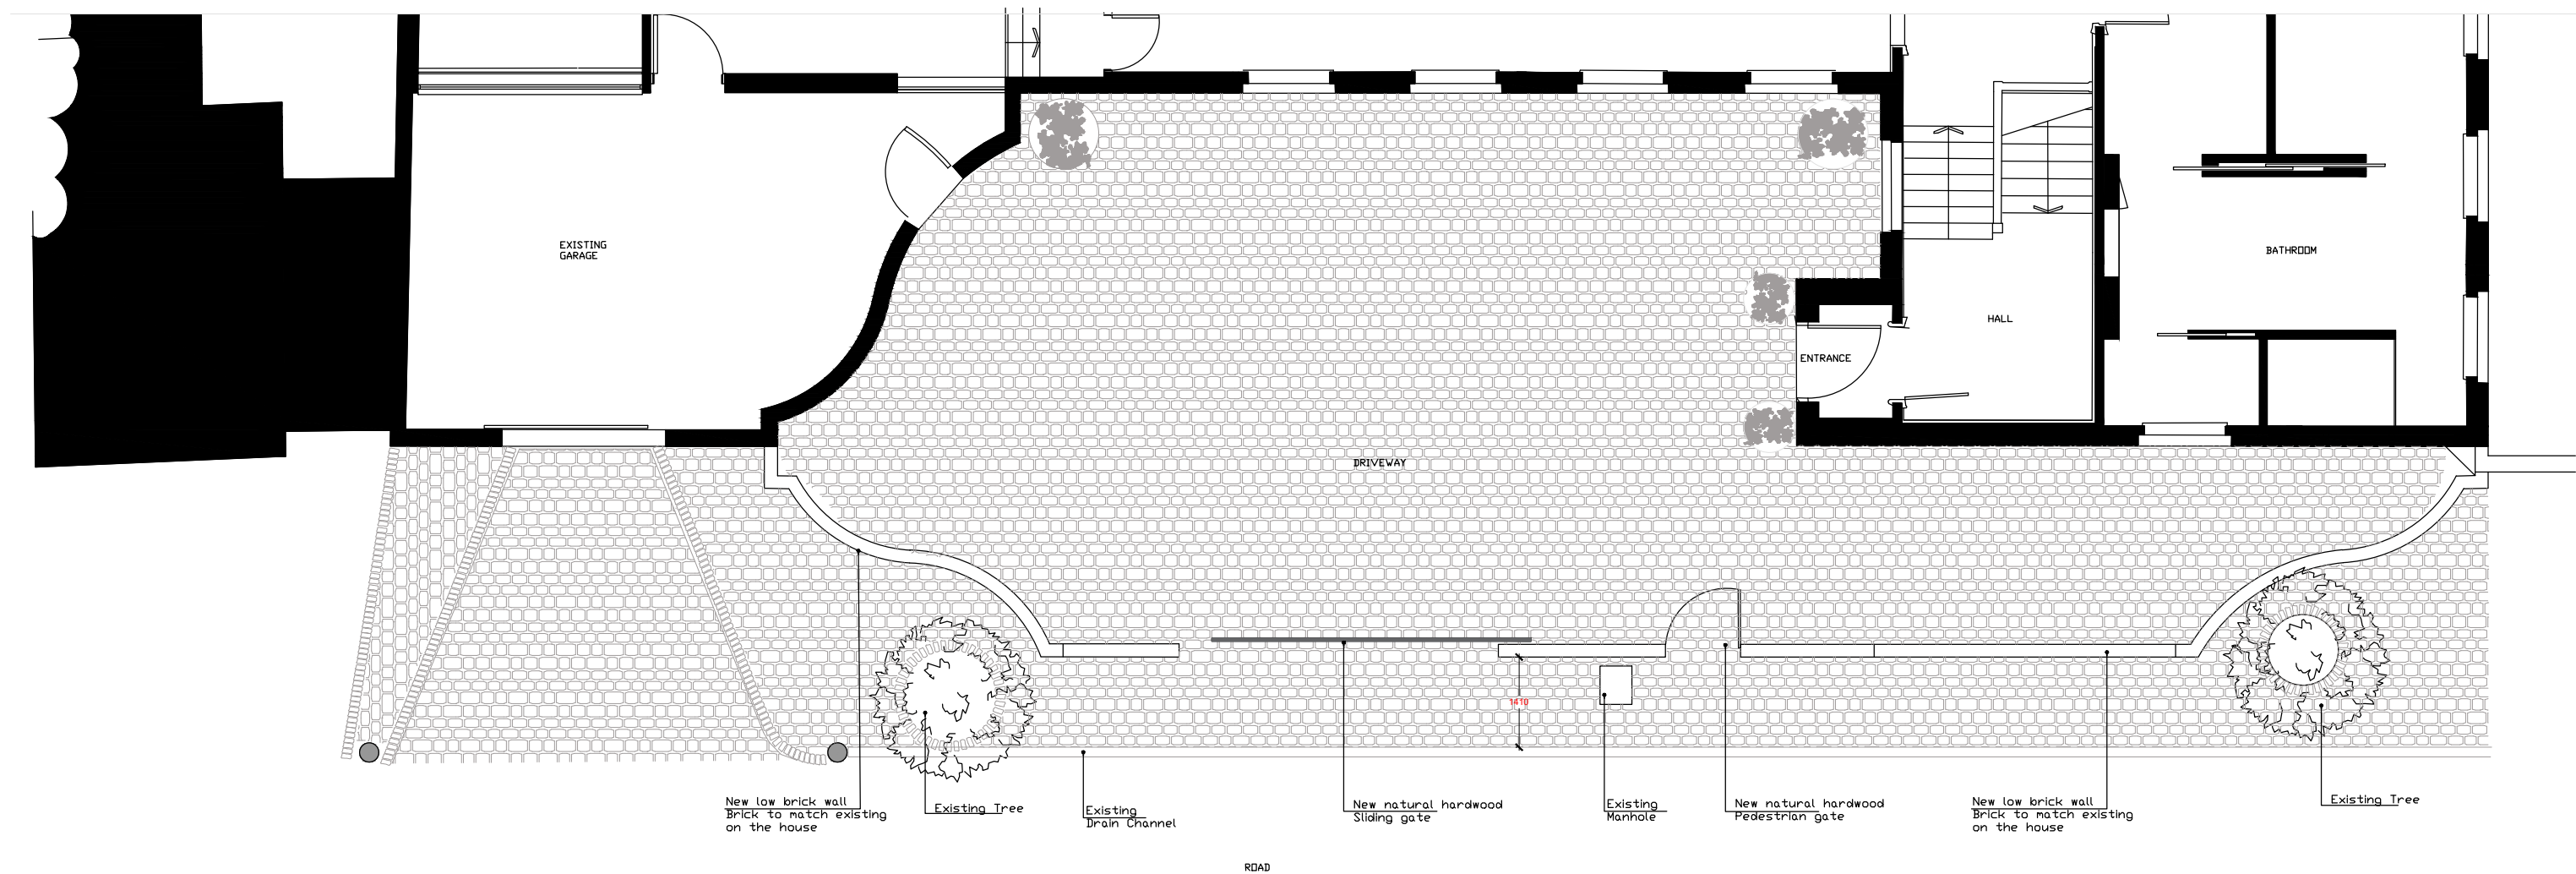 EXISTING
GARAGE
BATHROOM
HALL
ENTRANCE
DRIVEWAY
1410
New low brick wall
Brick to match existing
on the house
Existing Tree
Existing
Drain Channel
New natural hardwood
Sliding gate
Existing
Manhole
New natural hardwood
Pedestrian gate
New low brick wall
Brick to match existing
on the house
Existing Tree
ROAD